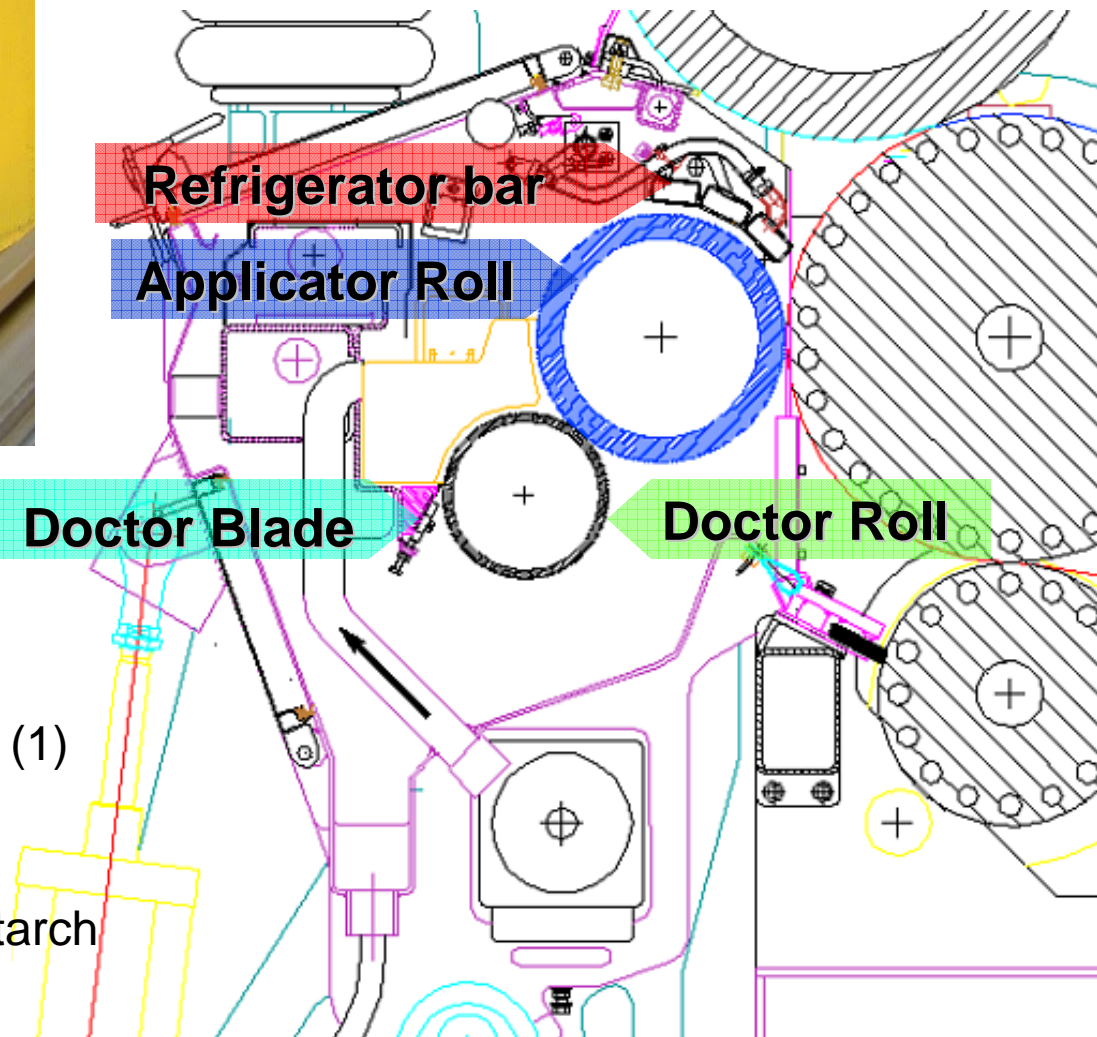 Refrigerator bar
Applicator Roll
Doctor Blade
Doctor Roll
(1)
tarch